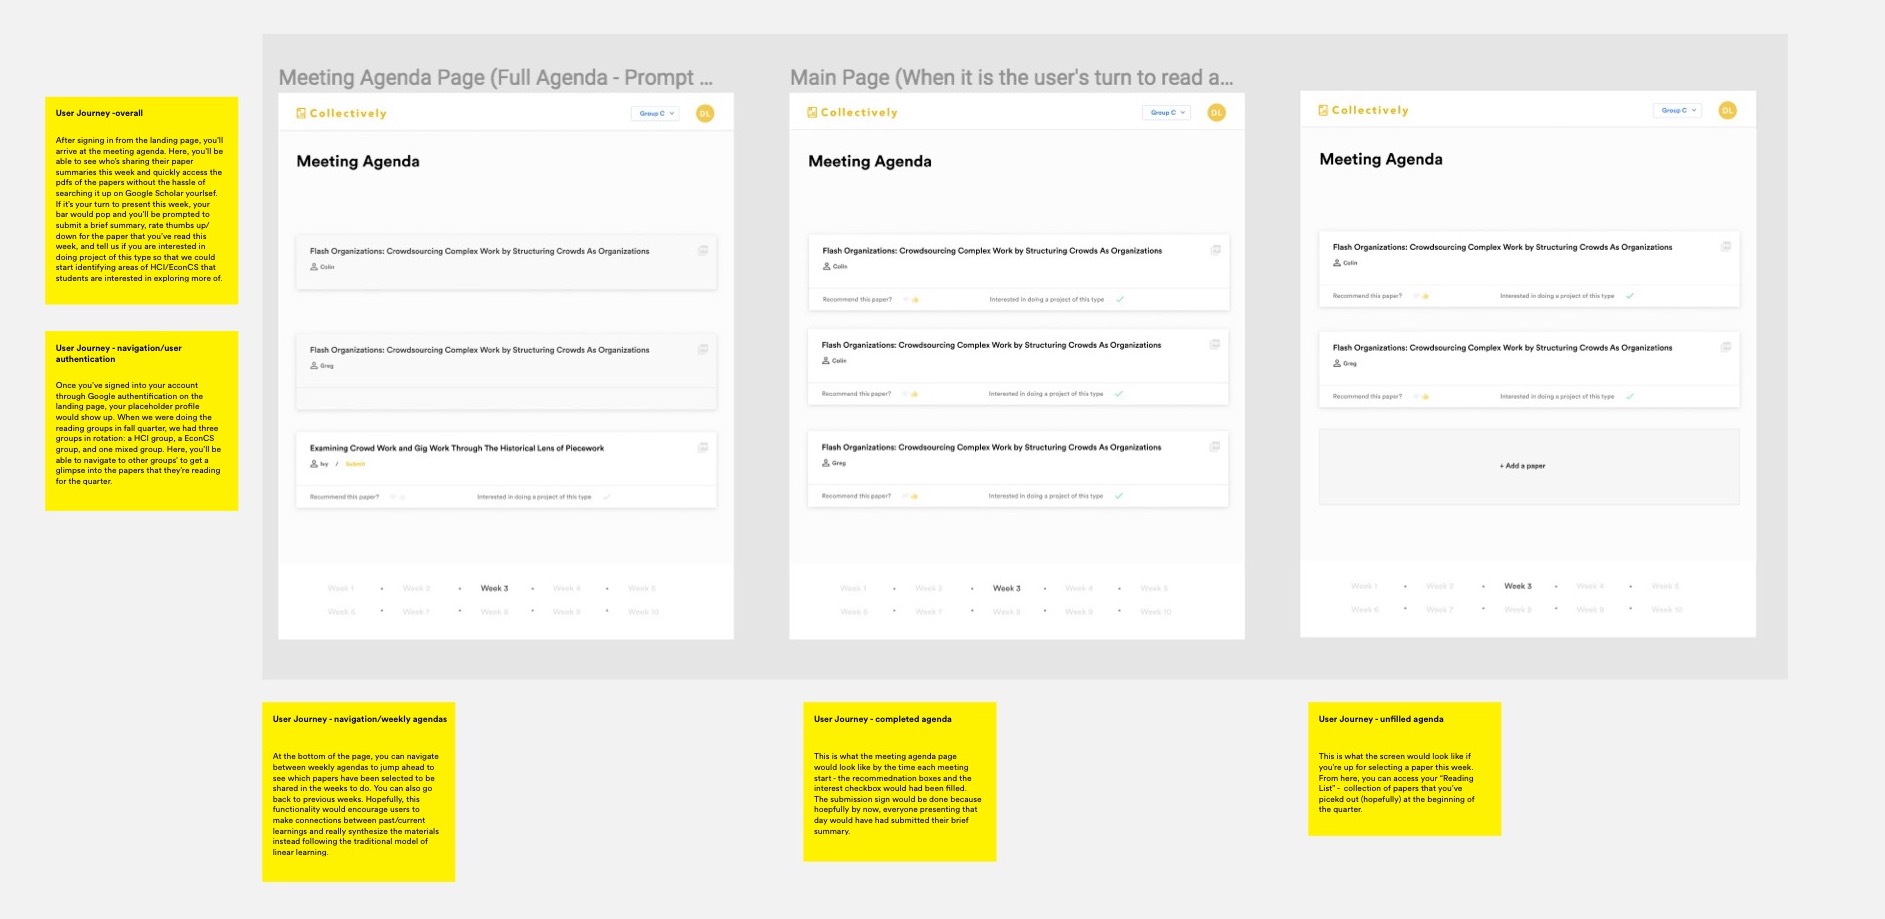 Meeting Agenda Page (Full Agenda - Prompt ...
Main Page (When it is the user's turn to read a...
User Journey -overall
After signing in from the landing page, you'll
arrive at the meeting agenda. Here, you'll be
able to see who's sharing their paper
summaries this week and quickly access the
pdfs of the papers without the hassle of
searching it up on Google Scholar yourlsef.
If it's your turn to present this week, your
bar would pop and you'll be prompted to
submit a brief summary, rate thumbs up/
down for the paper that you've read this
week, and tell us if you are interested in
doing project of this type so that we could
start identifying areas of HCI/EconCS that
students are interested in exploring more of.
User Journey - navigation/user
authentication
Once you've signed into your account
through Google authentification on the
landing page, your placeholder profile
would show up. When we were doing the
reading groups in fall quarter, we had three
groups in rotation: a HCI group, a EconCS
group, and one mixed group. Here, you'll be
able to navigate to other groups' to get a
glimpse into the papers that they're reading
for the quarter.
Collectively
Group C
DL
Meeting Agenda
Flash Organizations: Crowdsourcing Complex Work by Structuring Crowds As Organizations
Colin
Flash Organizations: Crowdsourcing Complex Work by Structuring Crowds As Organizations
Greg
Examining Crowd Work and Gig Work Through The Historical Lens of Piecework
Ivy / Submit
Recommend this paper? Interested in doing a project of this type
Week 1 • Week 2 • Week 3 • Week 4 • Week 5
Week 6 • Week 7 • Week 8 • Week 9 • Week 10
Collectively
Group C
DL
Meeting Agenda
Flash Organizations: Crowdsourcing Complex Work by Structuring Crowds As Organizations
Colin
Recommend this paper? Interested in doing a project of this type
Flash Organizations: Crowdsourcing Complex Work by Structuring Crowds As Organizations
Colin
Recommend this paper? Interested in doing a project of this type
Flash Organizations: Crowdsourcing Complex Work by Structuring Crowds As Organizations
Greg
Recommend this paper? Interested in doing a project of this type
Week 1 • Week 2 • Week 3 • Week 4 • Week 5
Week 6 • Week 7 • Week 8 • Week 9 • Week 10
Collectively
Group C
DL
Meeting Agenda
Flash Organizations: Crowdsourcing Complex Work by Structuring Crowds As Organizations
Colin
Recommend this paper? Interested in doing a project of this type
Flash Organizations: Crowdsourcing Complex Work by Structuring Crowds As Organizations
Greg
Recommend this paper? Interested in doing a project of this type
+ Add a paper
Week 1 • Week 2 • Week 3 • Week 4 • Week 5
Week 6 • Week 7 • Week 8 • Week 9 • Week 10
User Journey - navigation/weekly agendas
At the bottom of the page, you can navigate
between weekly agendas to jump ahead to
see which papers have been selected to be
shared in the weeks to do. You can also go
back to previous weeks. Hopefully, this
functionality would encourage users to
make connections between past/current
learnings and really synthesize the materials
instead following the traditional model of
linear learning.
User Journey - completed agenda
This is what the meeting agenda page
would look like by the time each meeting
start - the recommednation boxes and the
interest checkbox would had been filled.
The submission sign would be done because
hoepfully by now, everyone presenting that
day would have had submitted their brief
summary.
User Journey - unfilled agenda
This is what the screen would look like if
you're up for selecting a paper this week.
From here, you can access your "Reading
List" - collection of papers that you've
picekd out (hopefully) at the beginning of
the quarter.